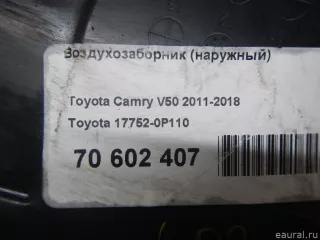 Воздухозаборник (наружный)
Toyota Camry V50 2011-2018
Toyota 17752-0P110
70 602 407
eaural.ru